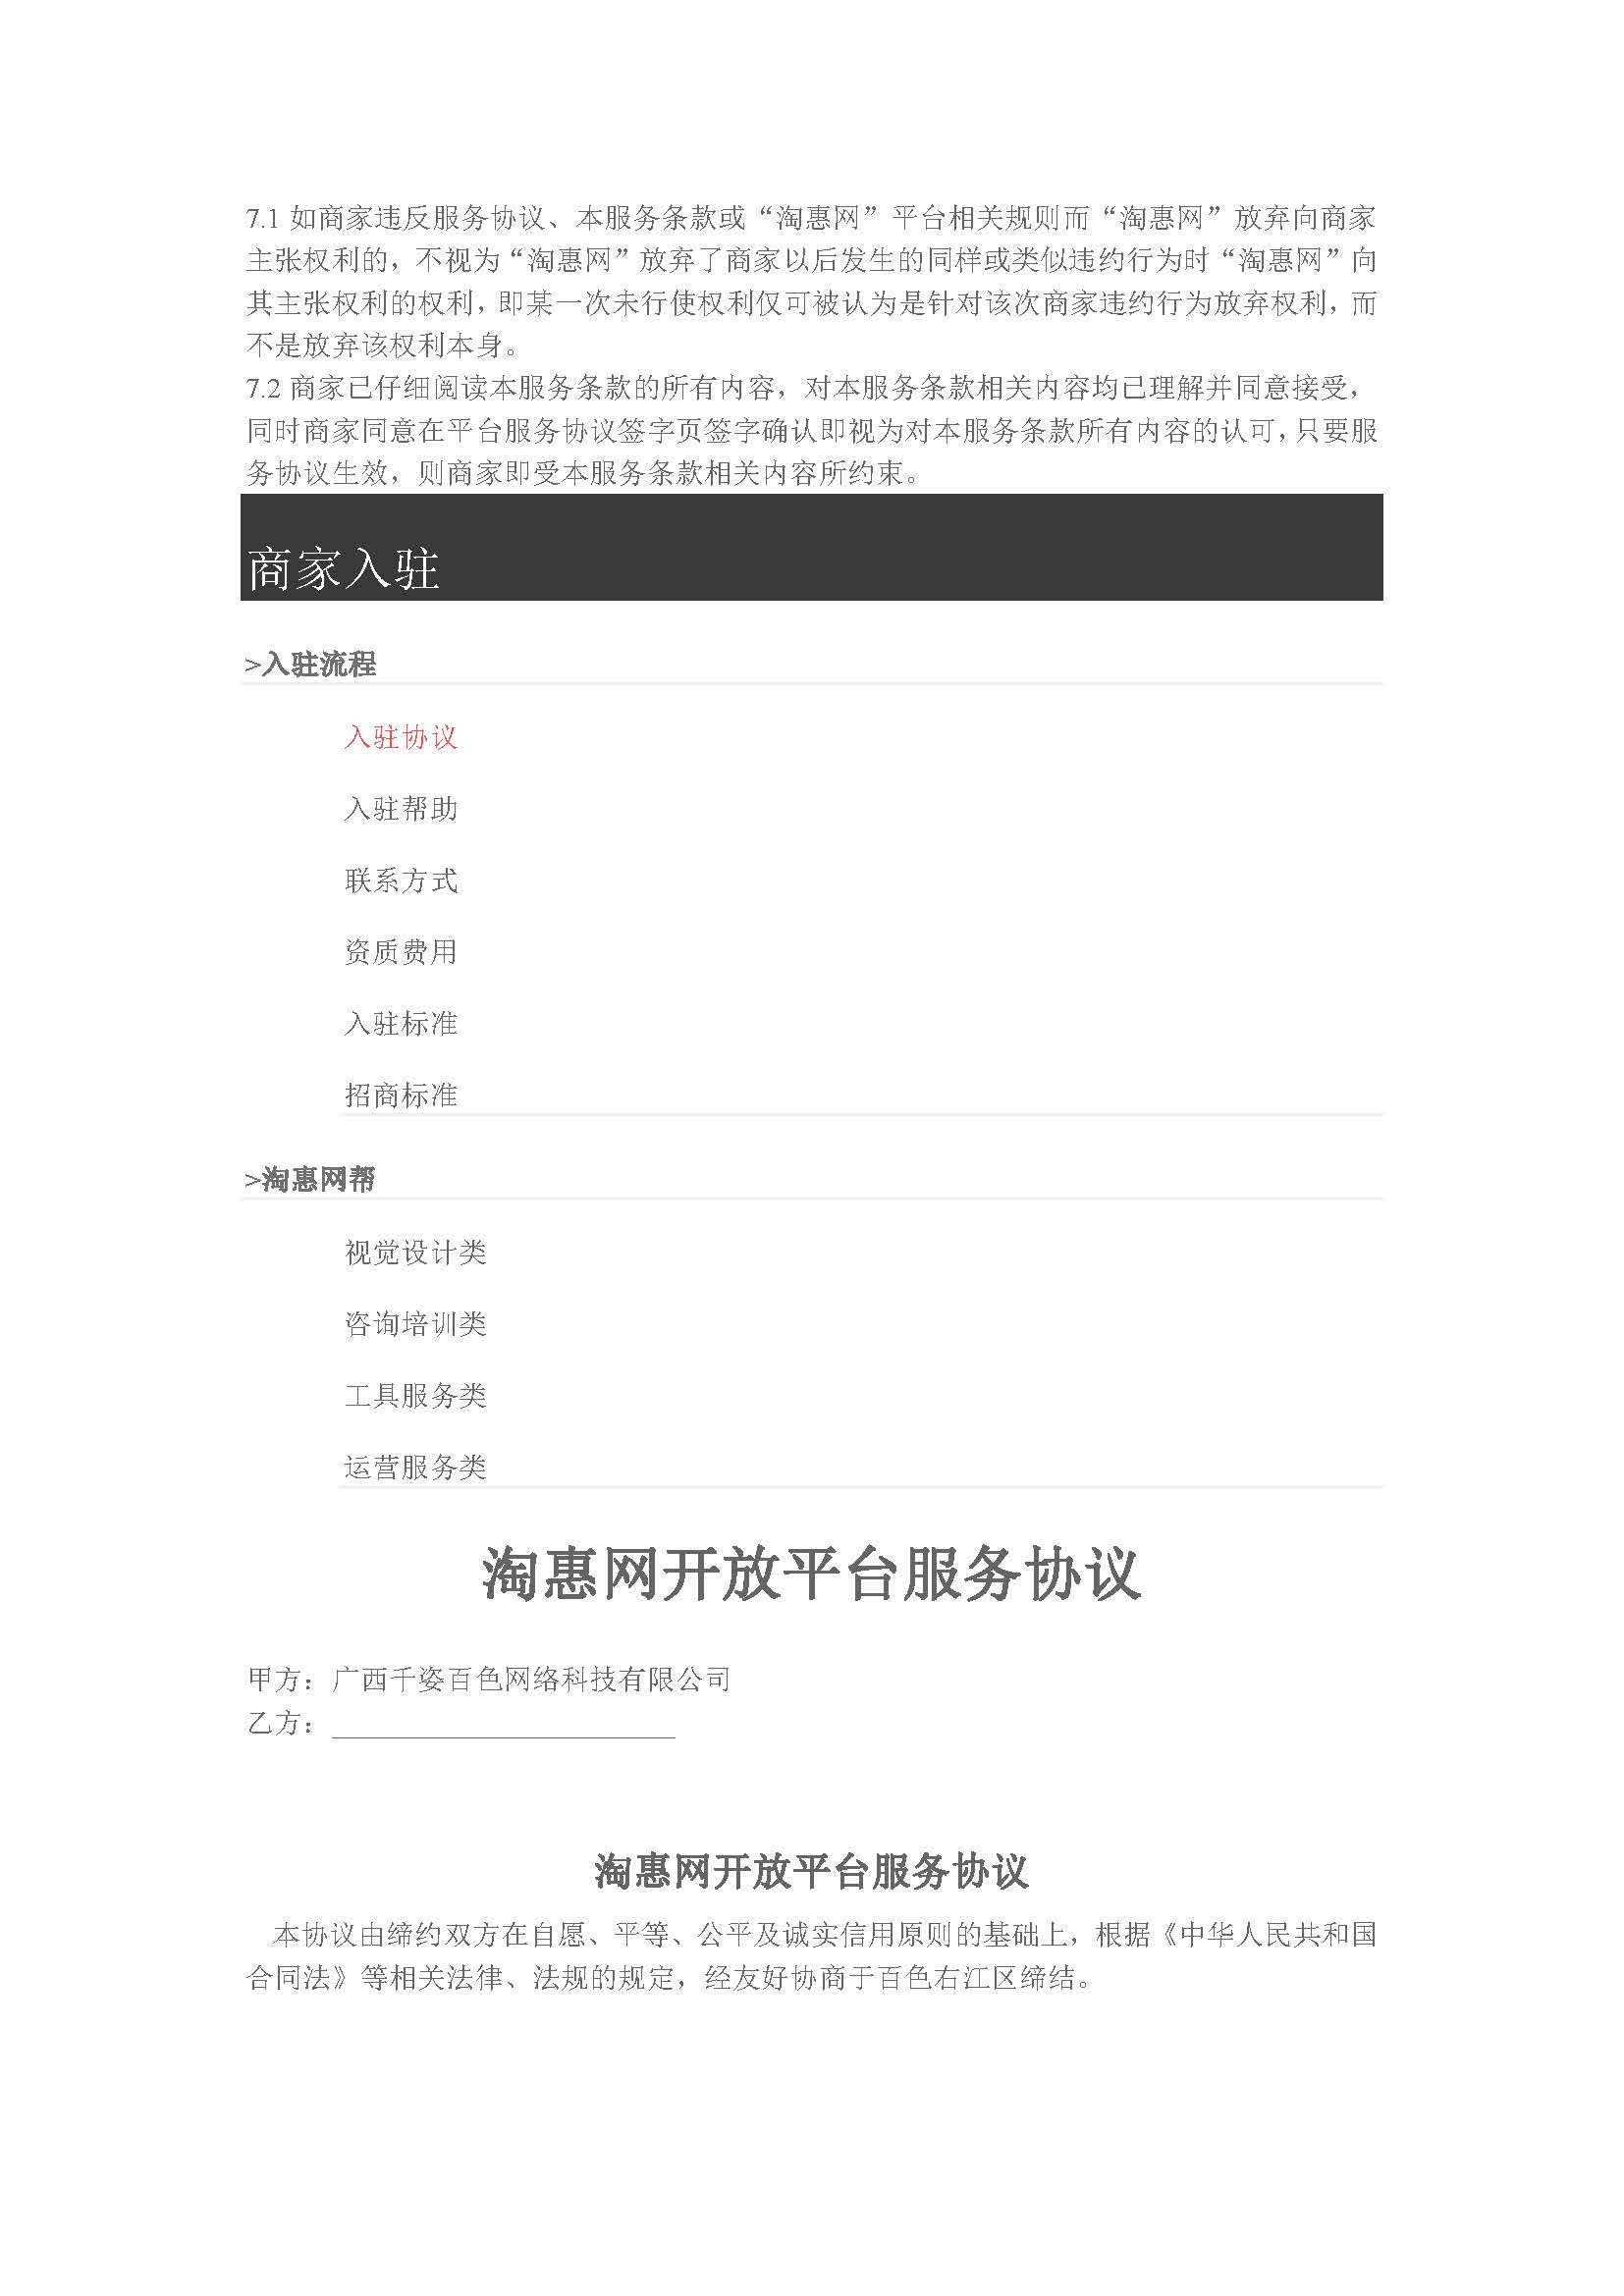 7.1 如商家违反服务协议、本服务条款或“淘惠网”平台相关规则而“淘惠网”放弃向商家
主张权利的，不视为“淘惠网”放弃了商家以后发生的同样或类似违约行为时“淘惠网”向
其主张权利的权利，即某一次未行使权利仅可被认为是针对该次商家违约行为放弃权利，而
不是放弃该权利本身。
7.2 商家已仔细阅读本服务条款的所有内容，对本服务条款相关内容均已理解并同意接受，
同时商家同意在平台服务协议签字页签字确认即视为对本服务条款所有内容的认可，只要服
务协议生效，则商家即受本服务条款相关内容所约束。
商家入驻
>入驻流程
入驻协议
入驻帮助
联系方式
资质费用
入驻标准
招商标准
>淘惠网帮
视觉设计类
咨询培训类
工具服务类
运营服务类
淘惠网开放平台服务协议
甲方：广西千姿百色网络科技有限公司
乙方：________________________
淘惠网开放平台服务协议
本协议由缔约双方在自愿、平等、公平及诚实信用原则的基础上，根据《中华人民共和国
合同法》等相关法律、法规的规定，经友好协商于百色右江区缔结。